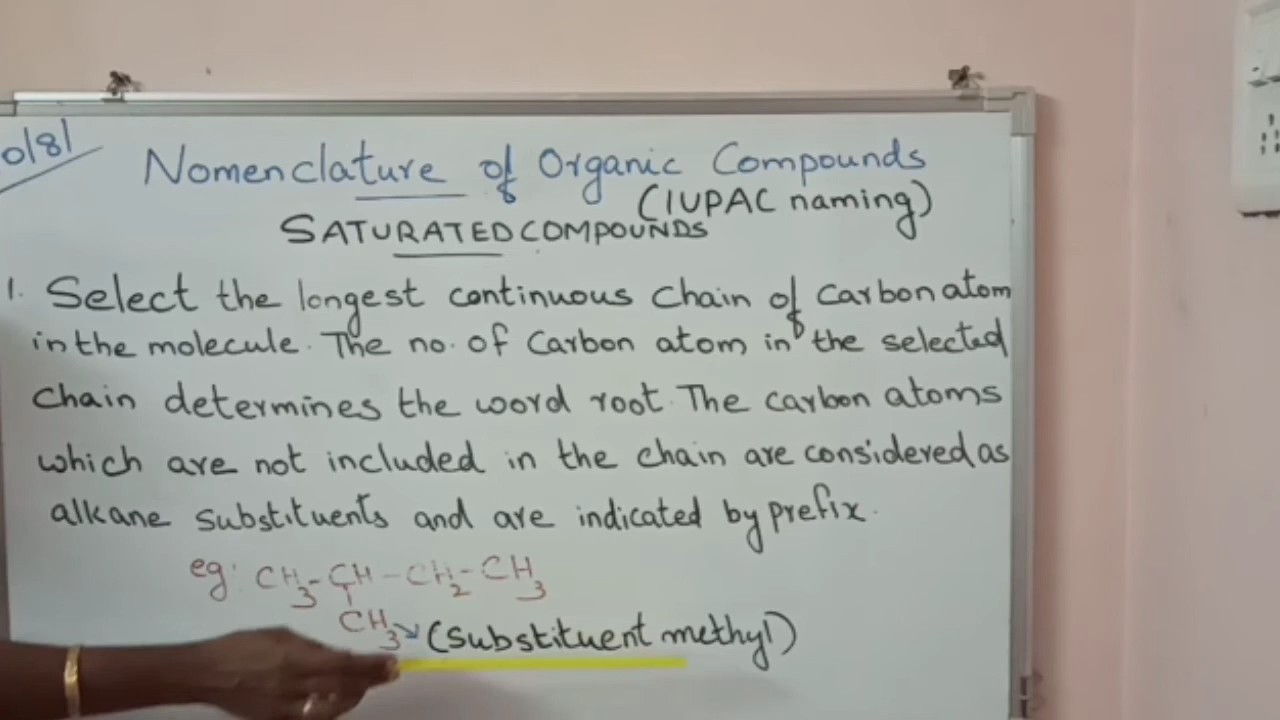 0/8/
Nomenclature of Organic Compounds
(IUPAC naming)
SATURATED COMPOUNDS
1. Select the longest continuous chain of carbon atom
in the molecule. The no. of Carbon atom in the selected
chain determines the word root. The carbon atoms
which are not included in the chain are considered as
alkane substituents and are indicated by prefix.
eg: CH3-CH-CH2-CH3
CH3 (substituent methyl)